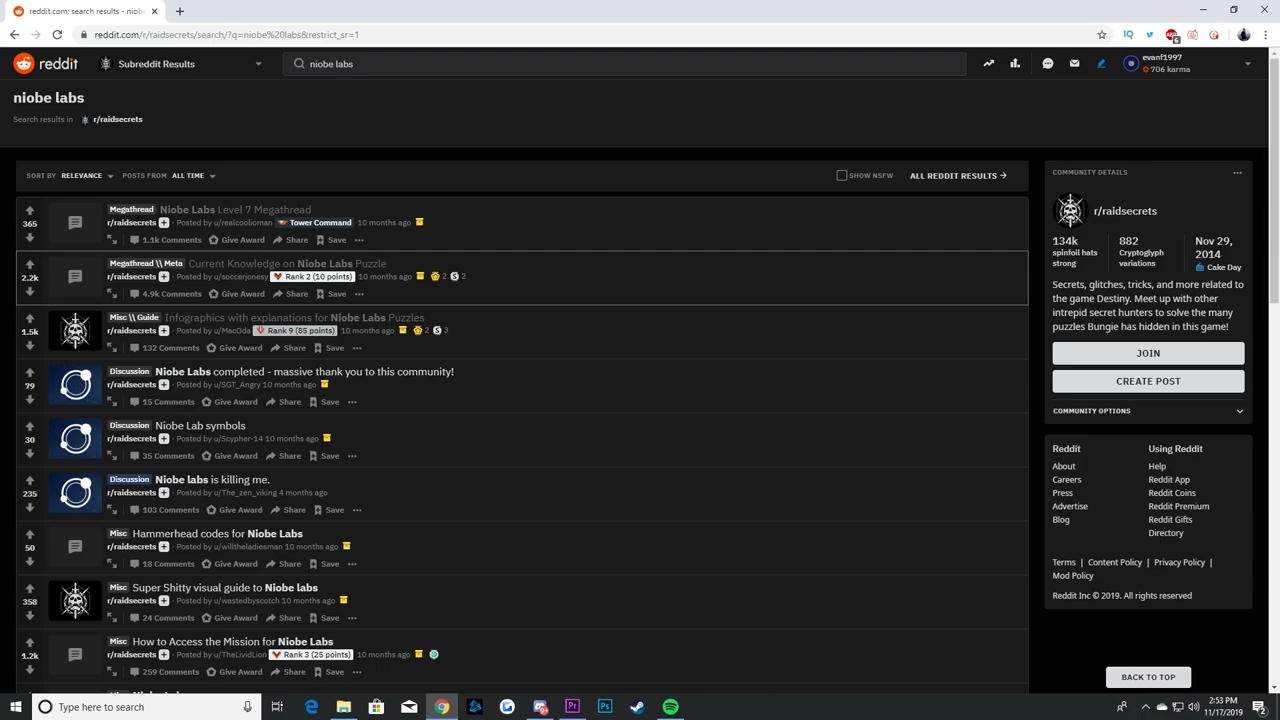 reddit.com: search results - niobe
reddit.com/r/raidsecrets/search/?q=niobe%20labs&restrict_sr=1
reddit Subreddit Results niobe labs evanf1997
706 karma
niobe labs
Search results in r/raidsecrets
SORT BY RELEVANCE POSTS FROM ALL TIME SHOW NSFW ALL REDDIT RESULTS →
365
Megathread Niobe Labs Level 7 Megathread
r/raidsecrets · Posted by u/realcoolioman Tower Command 10 months ago
1.1k Comments Give Award Share Save
2.2k
Megathread \\ Meta Current Knowledge on Niobe Labs Puzzle
r/raidsecrets · Posted by u/soccerjonesy Rank 2 (10 points) 10 months ago 2 2
4.9k Comments Give Award Share Save
1.5k
Misc \\ Guide Infographics with explanations for Niobe Labs Puzzles
r/raidsecrets · Posted by u/MacOda Rank 9 (85 points) 10 months ago 2 3
132 Comments Give Award Share Save
79
Discussion Niobe Labs completed - massive thank you to this community!
r/raidsecrets · Posted by u/SGT_Angry 10 months ago
15 Comments Give Award Share Save
30
Discussion Niobe Lab symbols
r/raidsecrets · Posted by u/Scypher-14 10 months ago
35 Comments Give Award Share Save
235
Discussion Niobe labs is killing me.
r/raidsecrets · Posted by u/The_zen_viking 4 months ago
103 Comments Give Award Share Save
50
Misc Hammerhead codes for Niobe Labs
r/raidsecrets · Posted by u/willtheladiesman 10 months ago
18 Comments Give Award Share Save
358
Misc Super Shitty visual guide to Niobe labs
r/raidsecrets · Posted by u/wastedbyscotch 10 months ago
24 Comments Give Award Share Save
1.2k
Misc How to Access the Mission for Niobe Labs
r/raidsecrets · Posted by u/TheLividLion Rank 3 (25 points) 10 months ago
259 Comments Give Award Share Save
COMMUNITY DETAILS
r/raidsecrets
134k 882 Nov 29, 2014
spinfoil hats strong Cryptoglyph variations Cake Day
Secrets, glitches, tricks, and more related to
the game Destiny. Meet up with other
intrepid secret hunters to solve the many
puzzles Bungie has hidden in this game!
JOIN
CREATE POST
COMMUNITY OPTIONS
Reddit Using Reddit
About Help
Careers Reddit App
Press Reddit Coins
Advertise Reddit Premium
Blog Reddit Gifts
Directory
Terms | Content Policy | Privacy Policy |
Mod Policy
Reddit Inc © 2019. All rights reserved
BACK TO TOP
Type here to search
2:53 PM
11/17/2019
2